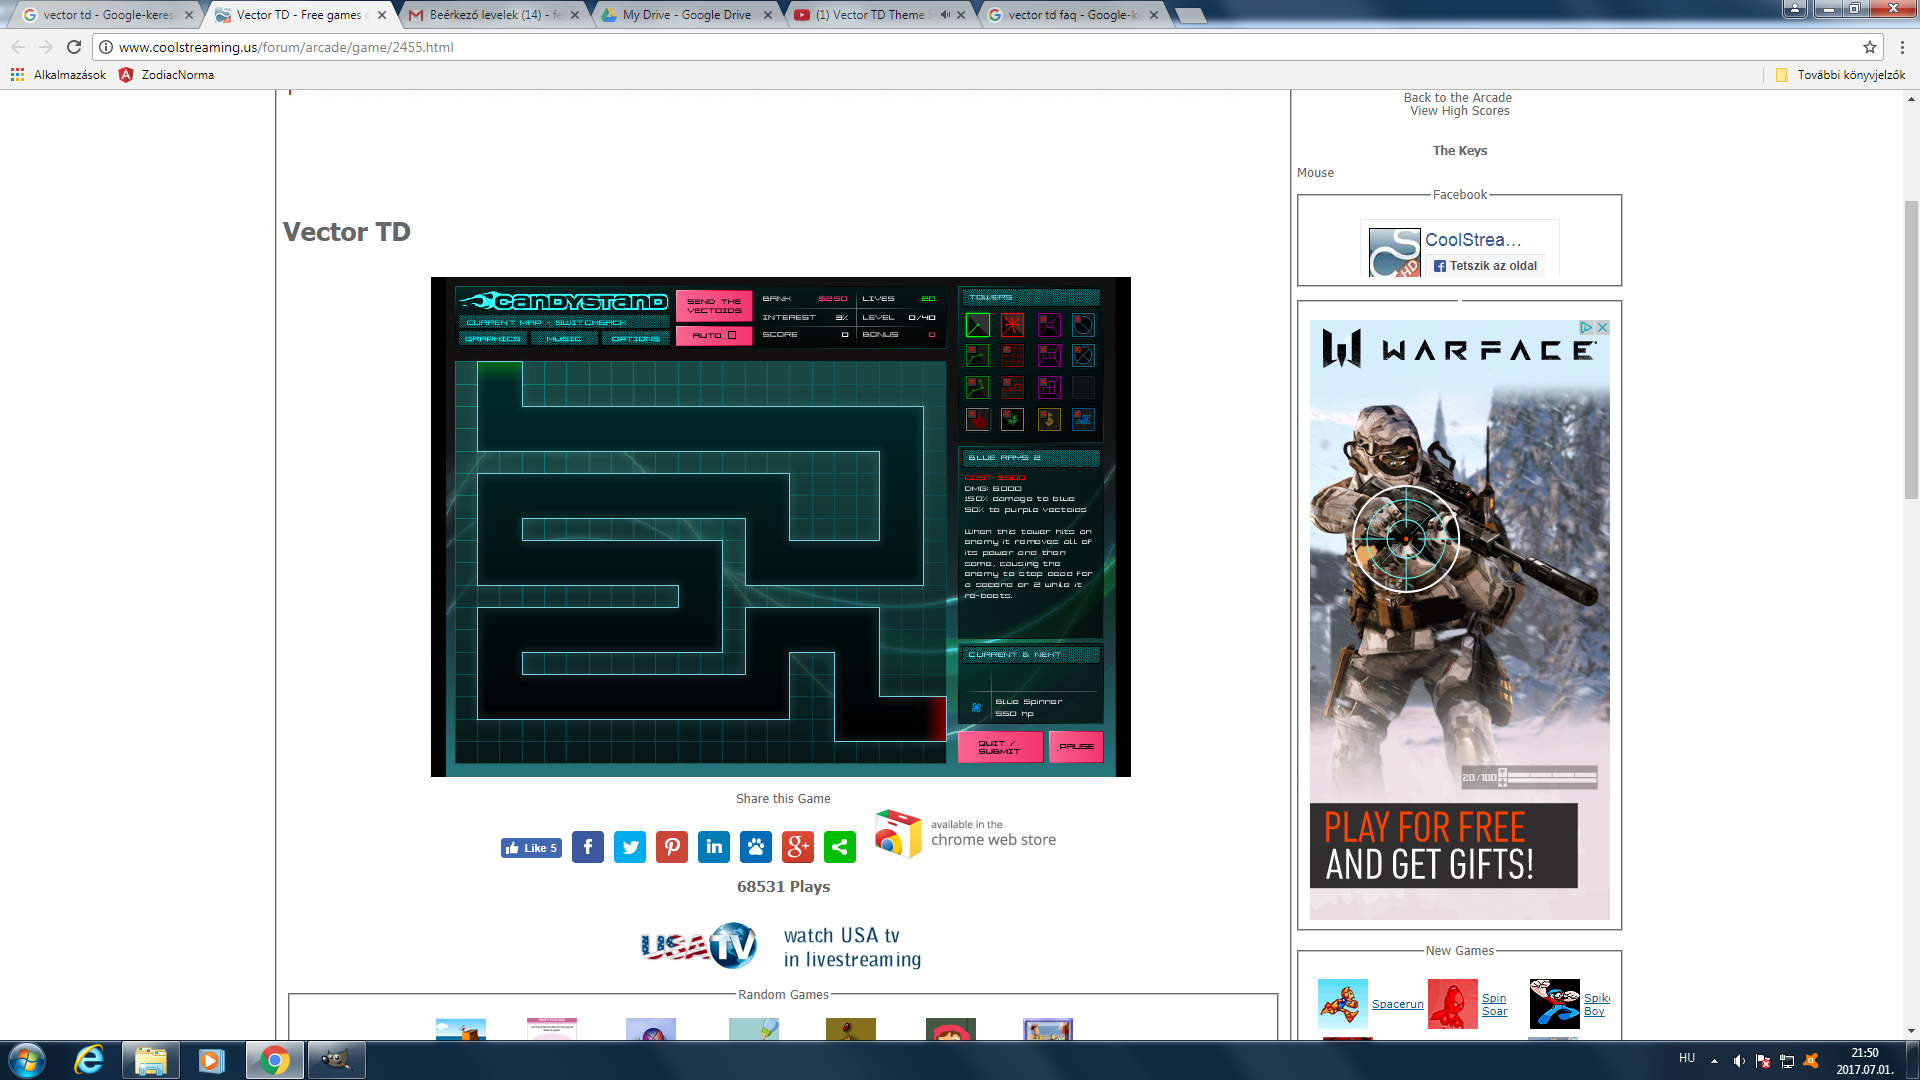 vector td - Google-keres
Vector TD - Free games o
Beérkező levelek (14) - fe
My Drive - Google Drive
(1) Vector TD Theme S
vector td faq - Google-ke
www.coolstreaming.us/forum/arcade/game/2455.html
Alkalmazások
ZodiacNorma
További könyvjelzők
Back to the Arcade
View High Scores
The Keys
Mouse
Facebook
CoolStrea...
Tetszik az oldal
Vector TD
CANDYSTAND
CURRENT MAP - SWITCHBACK
GRAPHICS MUSIC OPTIONS
SEND THE VECTOIDS
AUTO
BANK $250 LIVES 20
INTEREST 3% LEVEL 0/40
SCORE 0 BONUS 0
TOWERS
BLUE RAYS 2
COST $500
DMG: 6000
150% damage to blue
50% to purple vectoids
When this tower hits an
enemy it removes all of
its power and then
some, causing the
enemy to stop dead for
a second or 2 while it
re-boots.
CURRENT & NEXT
Blue Spinner
550 hp
QUIT / SUBMIT
PAUSE
WARFACE
20/100
PLAY FOR FREE
AND GET GIFTS!
Share this Game
Like 5
available in the
chrome web store
68531 Plays
USA TV
watch USA tv
in livestreaming
Random Games
New Games
Spacerun
Spin
Soar
Spike
Boy
HU
21:50
2017.07.01.